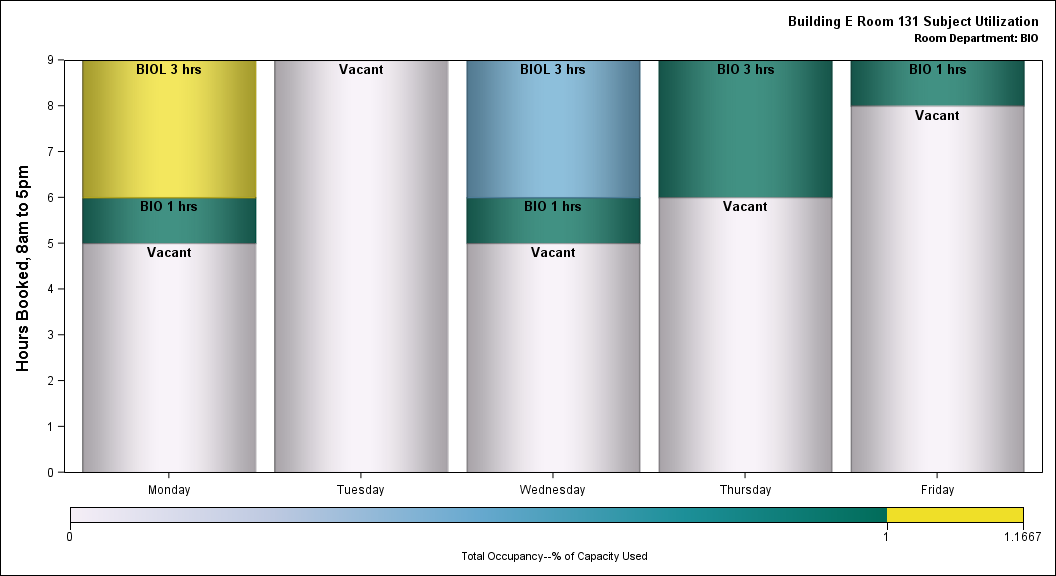 Building E Room 131 Subject Utilization
Room Department: BIO
Hours Booked, 8am to 5pm
9
8
7
6
5
4
3
2
1
0
BIOL 3 hrs
BIO 1 hrs
Vacant
Vacant
BIOL 3 hrs
BIO 1 hrs
Vacant
BIO 3 hrs
Vacant
BIO 1 hrs
Vacant
Monday
Tuesday
Wednesday
Thursday
Friday
0
1
1.1667
Total Occupancy--% of Capacity Used